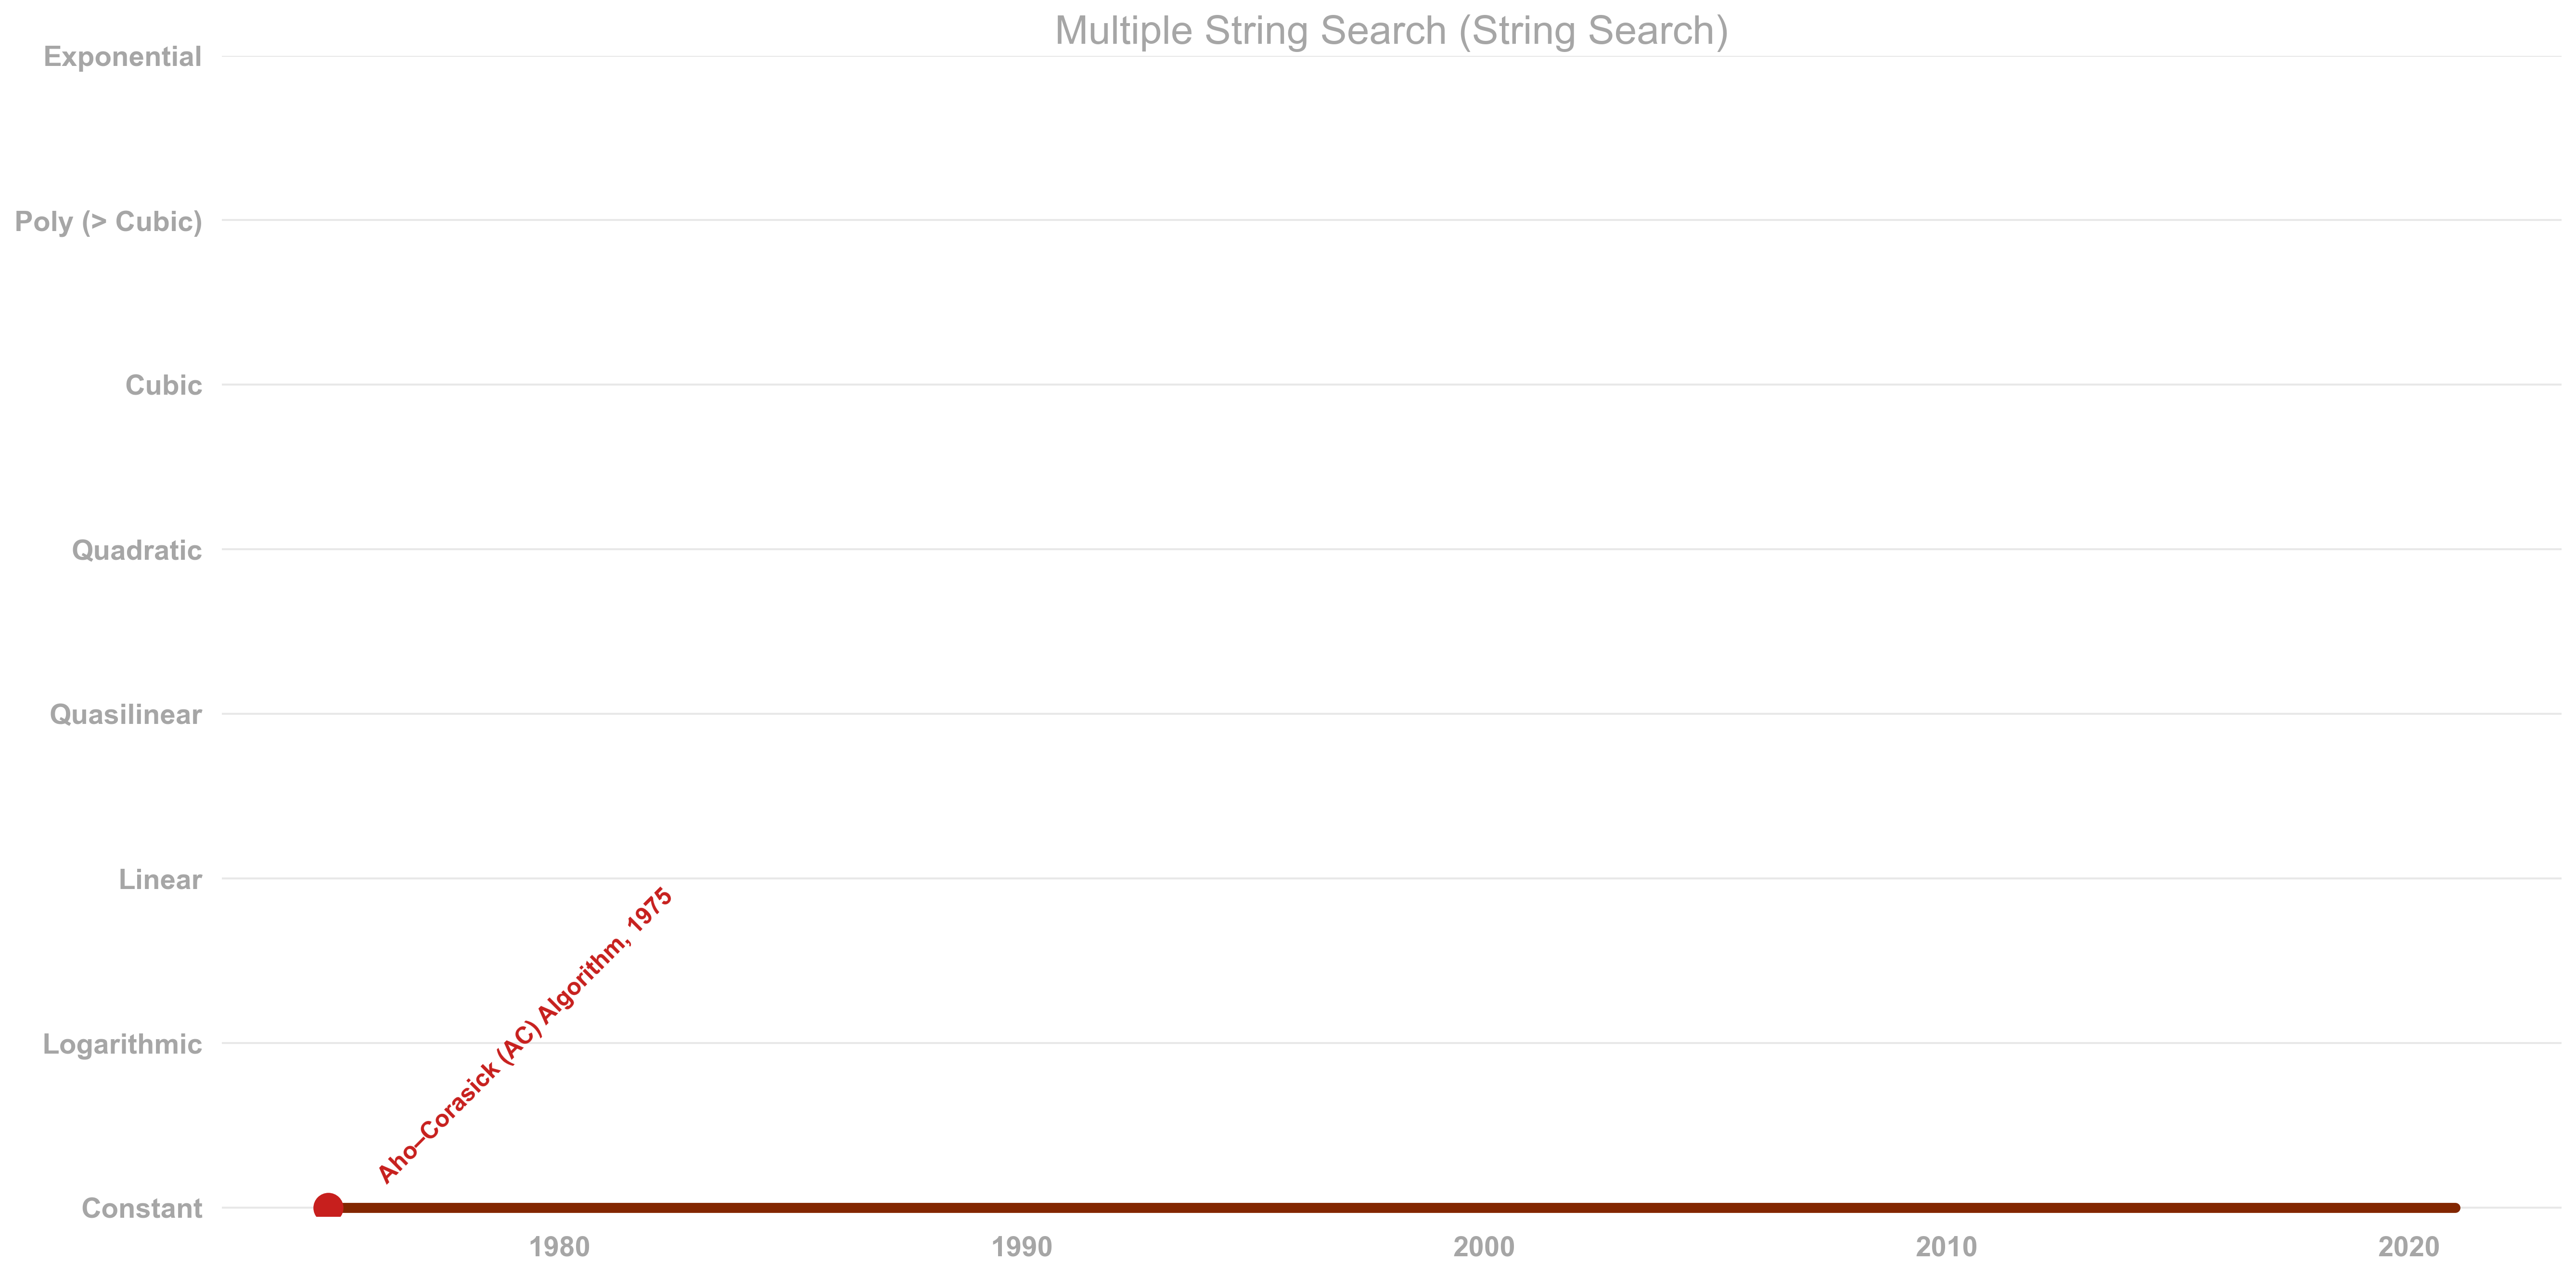 Multiple String Search (String Search)
Exponential
Poly (> Cubic)
Cubic
Quadratic
Quasilinear
Linear
Logarithmic
Constant
Aho–Corasick (AC) Algorithm, 1975
1980
1990
2000
2010
2020